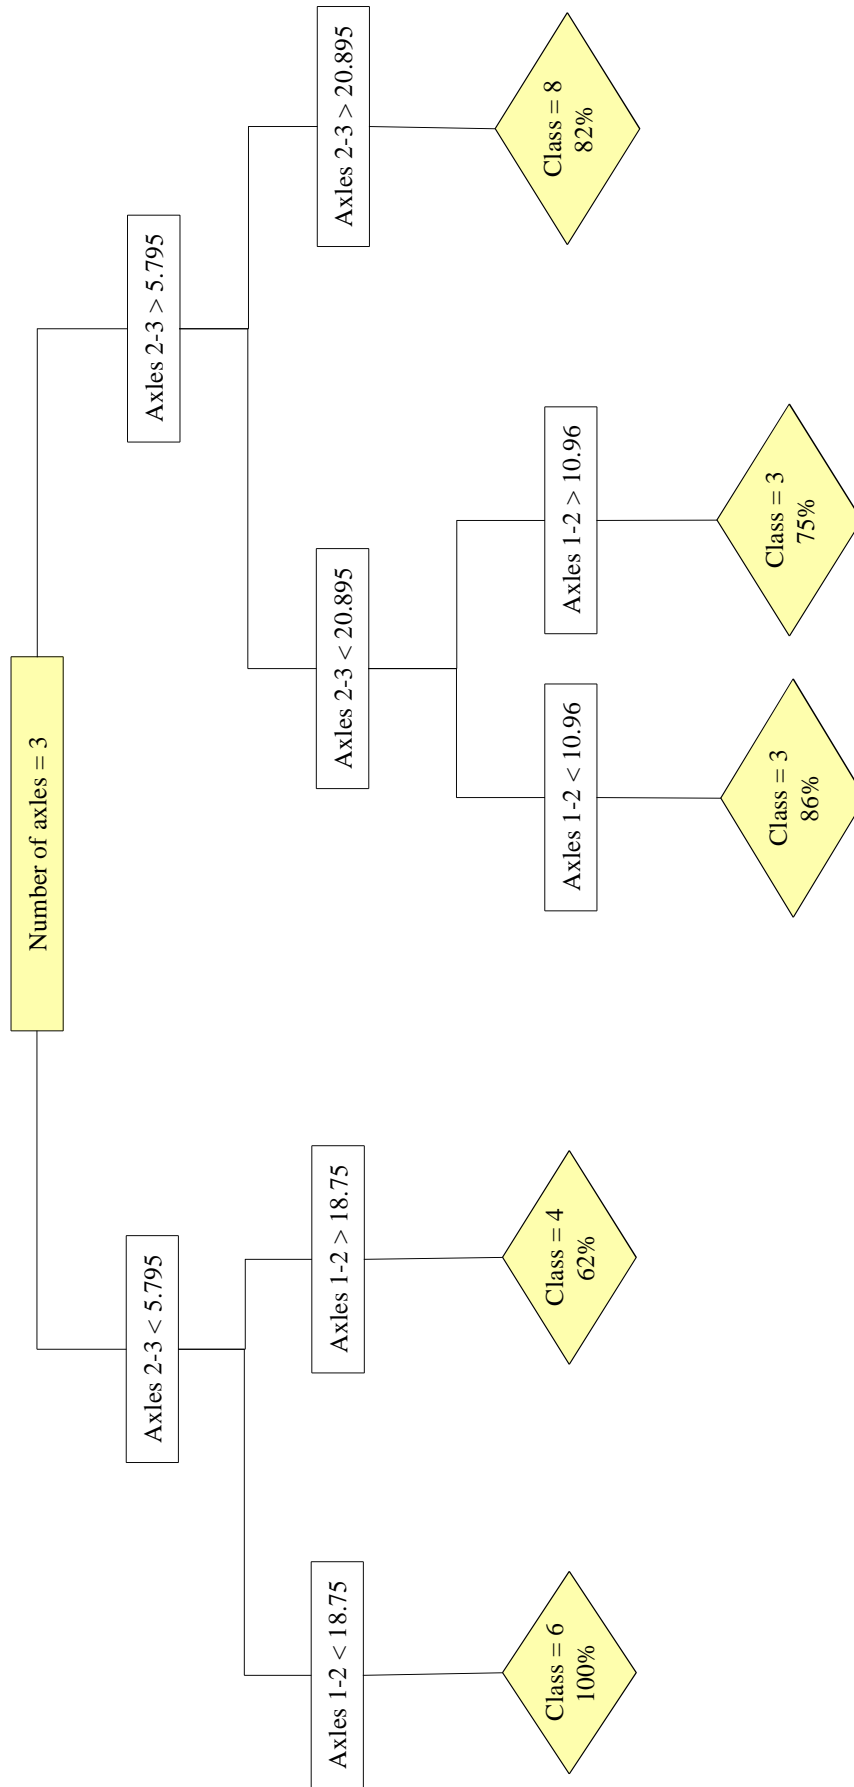 Number of axles = 3
Axles 2-3 < 5.795
Axles 2-3 > 5.795
Axles 1-2 < 18.75
Axles 1-2 > 18.75
Axles 2-3 < 20.895
Axles 2-3 > 20.895
Class = 6
100%
Class = 4
62%
Axles 1-2 < 10.96
Axles 1-2 > 10.96
Class = 8
82%
Class = 3
86%
Class = 3
75%